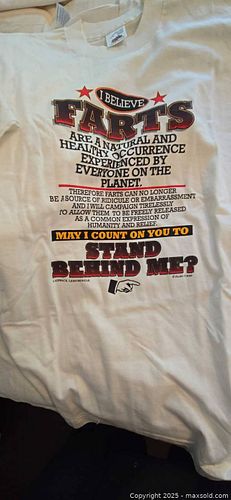 I BELIEVE
FARTS
ARE A NATURAL AND
HEALTHY OCCURRENCE
EXPERIENCED BY
EVERYONE ON THE
PLANET.
THEREFORE FARTS CAN NO LONGER
BE A SOURCE OF RIDICULE OR EMBARRASSMENT
AND I WILL CAMPAIGN TIRELESSLY
TO ALLOW THEM TO BE FREELY RELEASED
AS A COMMON EXPRESSION OF
HUMANITY AND RELIEF.
MAY I COUNT ON YOU TO
STAND
BEHIND ME?
Copyright 2025 - maxsold.com